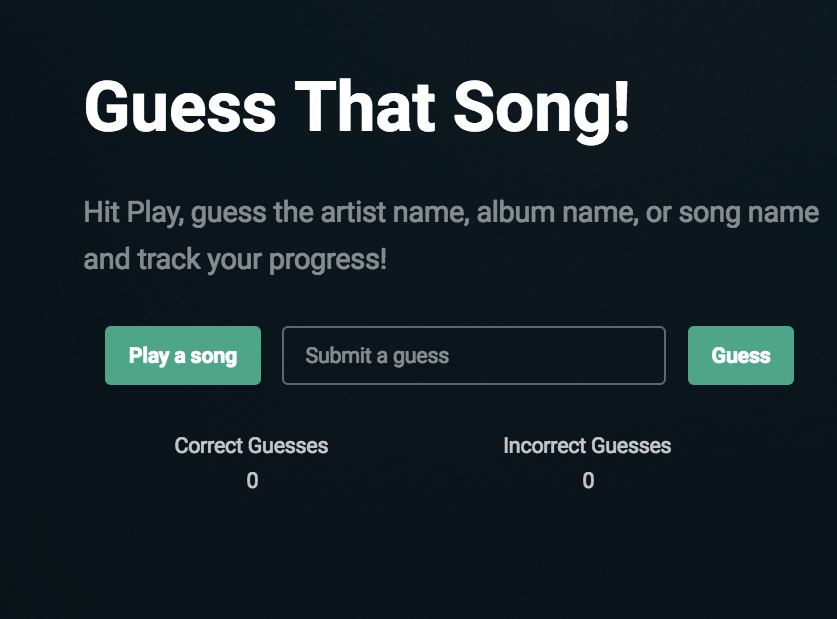 Guess That Song!
Hit Play, guess the artist name, album name, or song name
and track your progress!
Play a song
Submit a guess
Guess
Correct Guesses
Incorrect Guesses
0
0